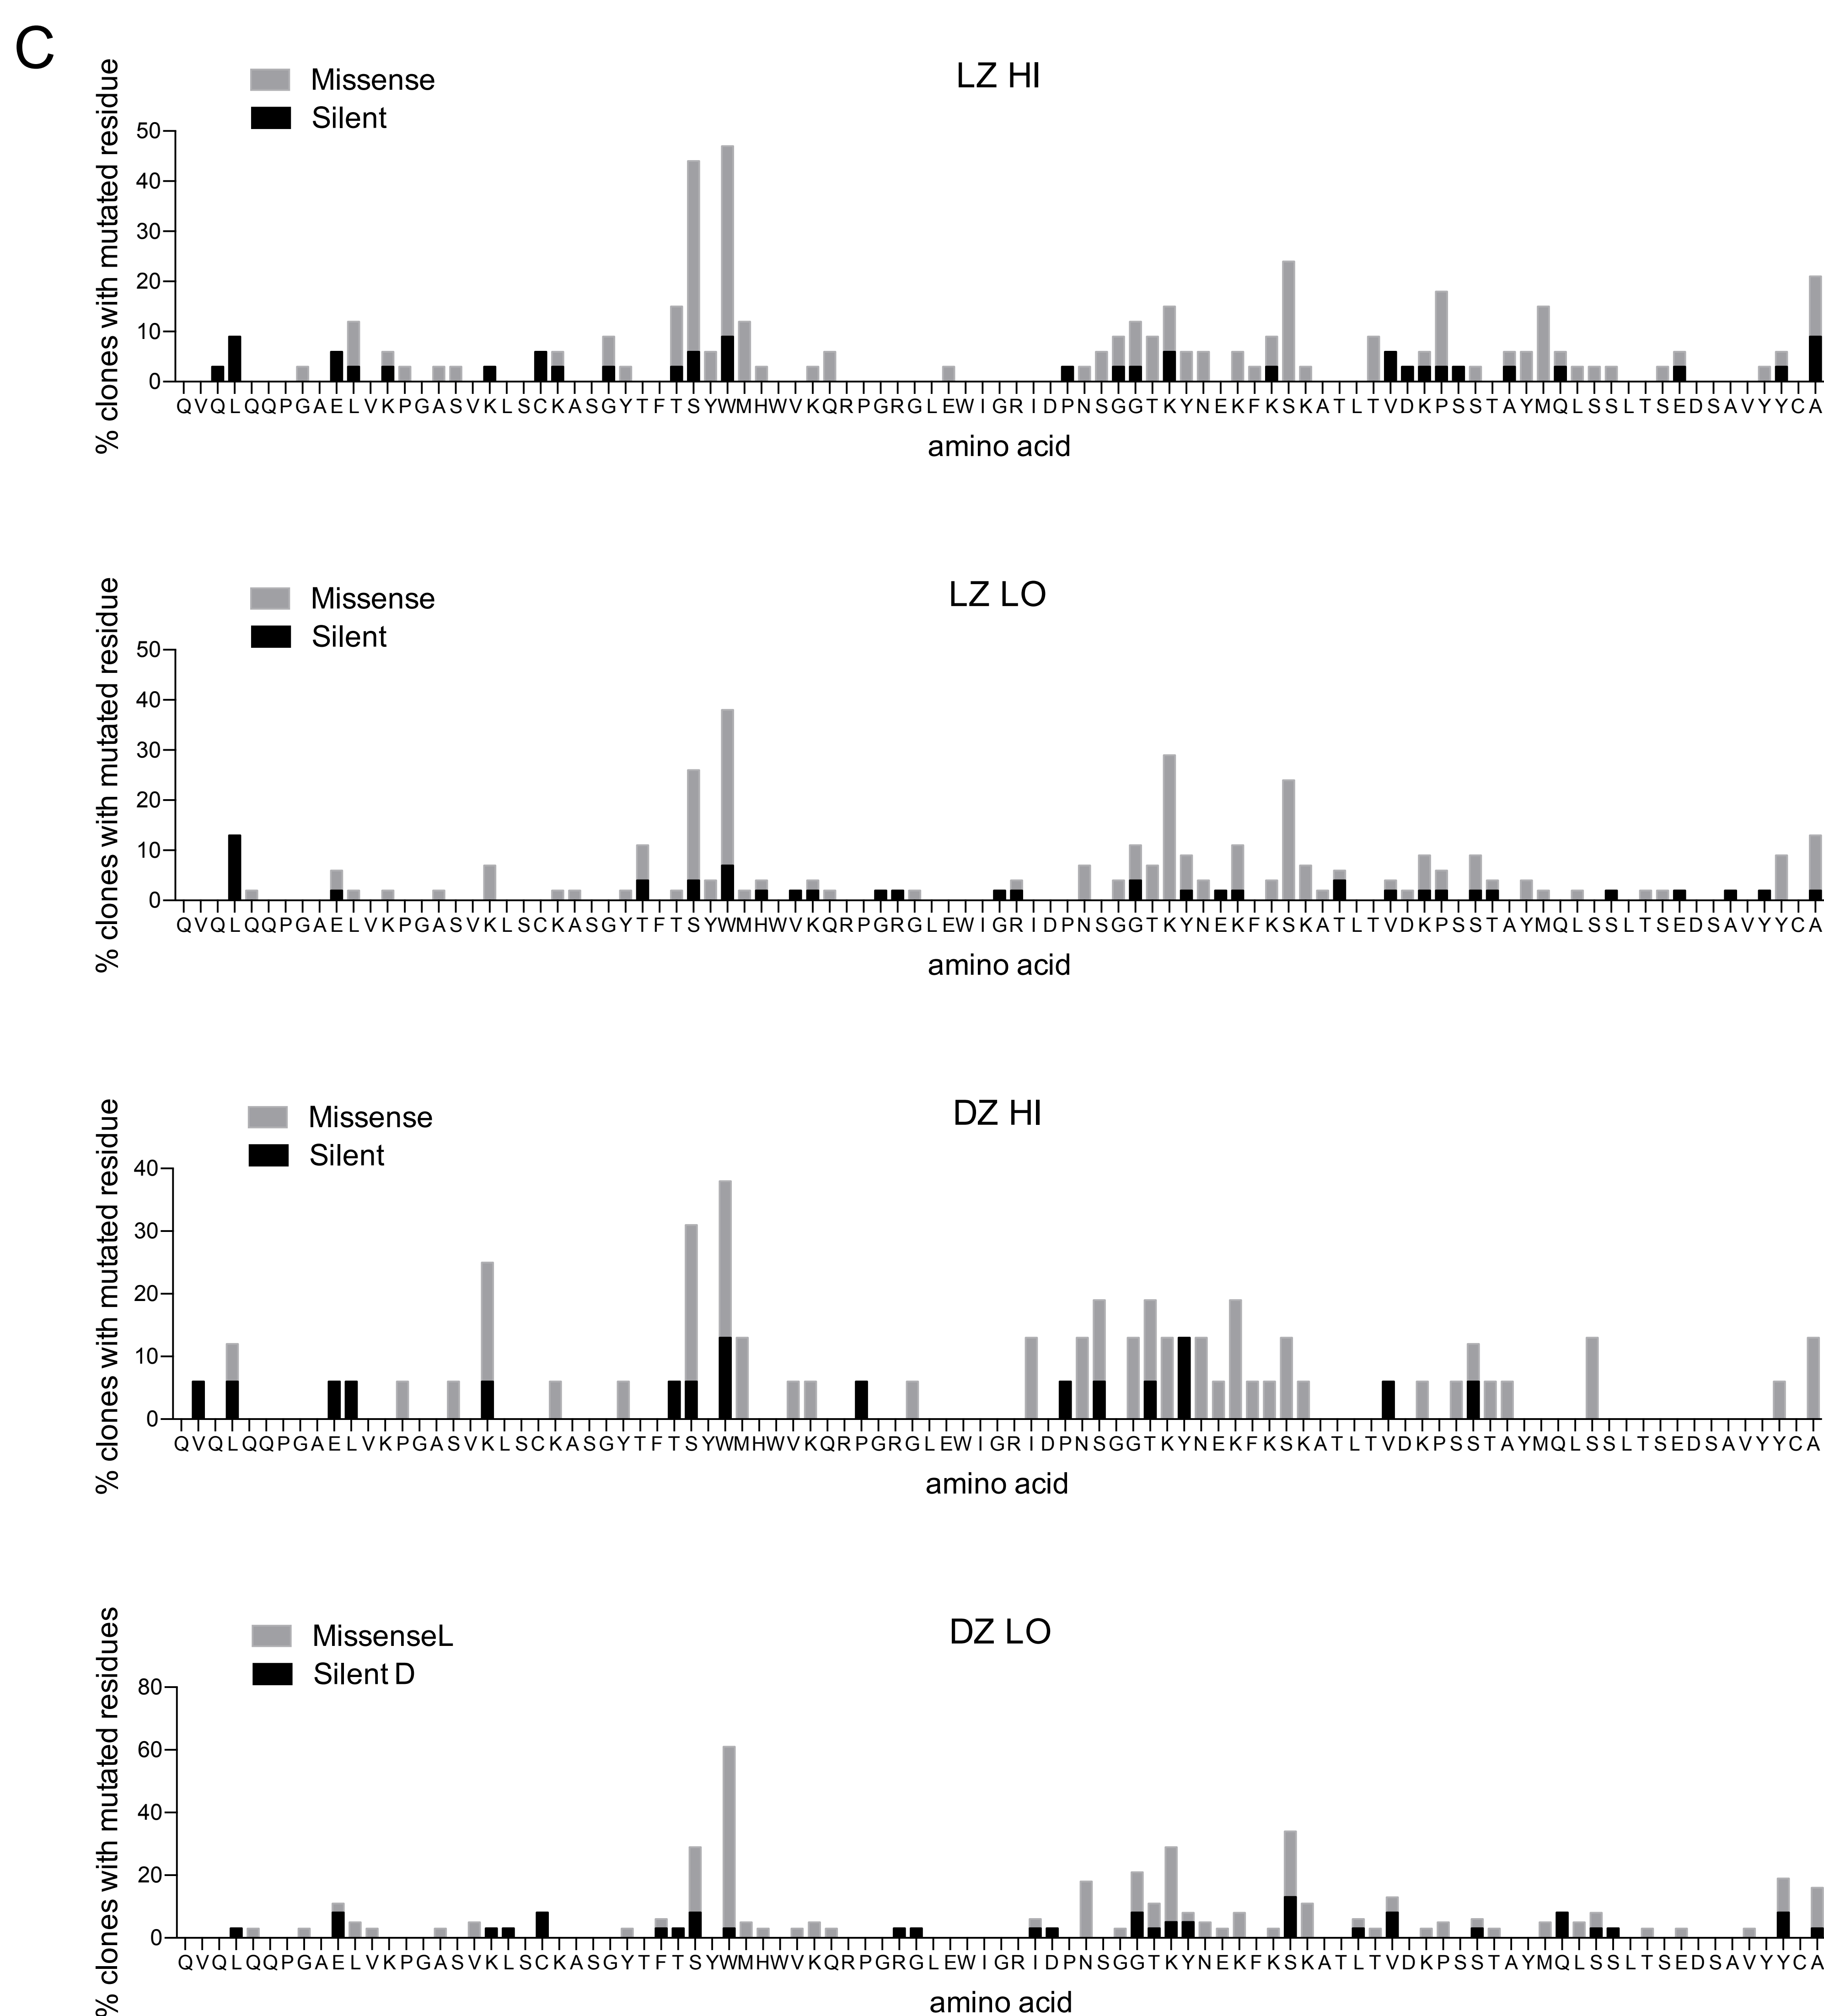 C
LZ HI
Missense
Silent
% clones with mutated residue
50
40
30
20
10
0
QVQLQQPGAELVKPGASVKLSCKASGYTFTSYWMHWVKQRPGRGLEWIGRIDPNSGGTKYNEKFKSKATLTVDKPSSTAYMQLSSLTSEDSAVYYCA
amino acid
LZ LO
Missense
Silent
% clones with mutated residue
50
40
30
20
10
0
QVQLQQPGAELVKPGASVKLSCKASGYTFTSYWMHWVKQRPGRGLEWIGRIDPNSGGTKYNEKFKSKATLTVDKPSSTAYMQLSSLTSEDSAVYYCA
amino acid
DZ HI
Missense
Silent
% clones with mutated residue
40
30
20
10
0
QVQLQQPGAELVKPGASVKLSCKASGYTFTSYWMHWVKQRPGRGLEWIGRIDPNSGGTKYNEKFKSKATLTVDKPSSTAYMQLSSLTSEDSAVYYCA
amino acid
DZ LO
MissenseL
Silent D
% clones with mutated residues
80
60
40
20
0
QVQLQQPGAELVKPGASVKLSCKASGYTFTSYWMHWVKQRPGRGLEWIGRIDPNSGGTKYNEKFKSKATLTVDKPSSTAYMQLSSLTSEDSAVYYCA
amino acid